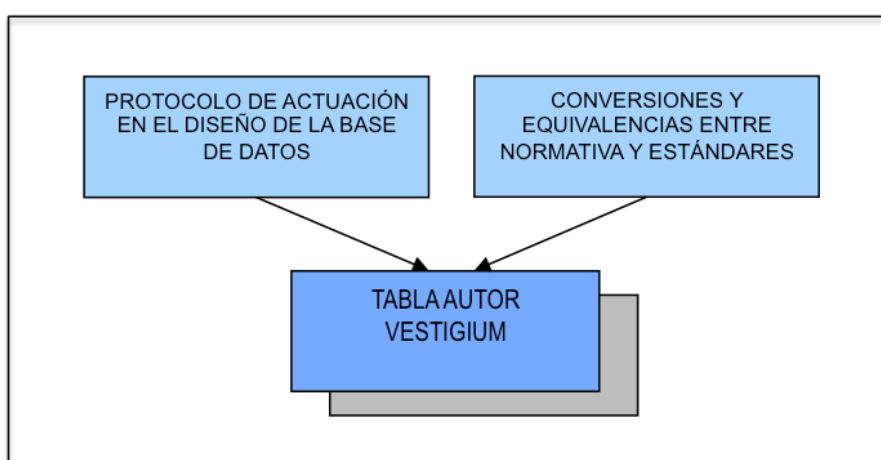 PROTOCOLO DE ACTUACIÓN
EN EL DISEÑO DE LA BASE
DE DATOS
CONVERSIONES Y
EQUIVALENCIAS ENTRE
NORMATIVA Y ESTÁNDARES
TABLA AUTOR
VESTIGIUM